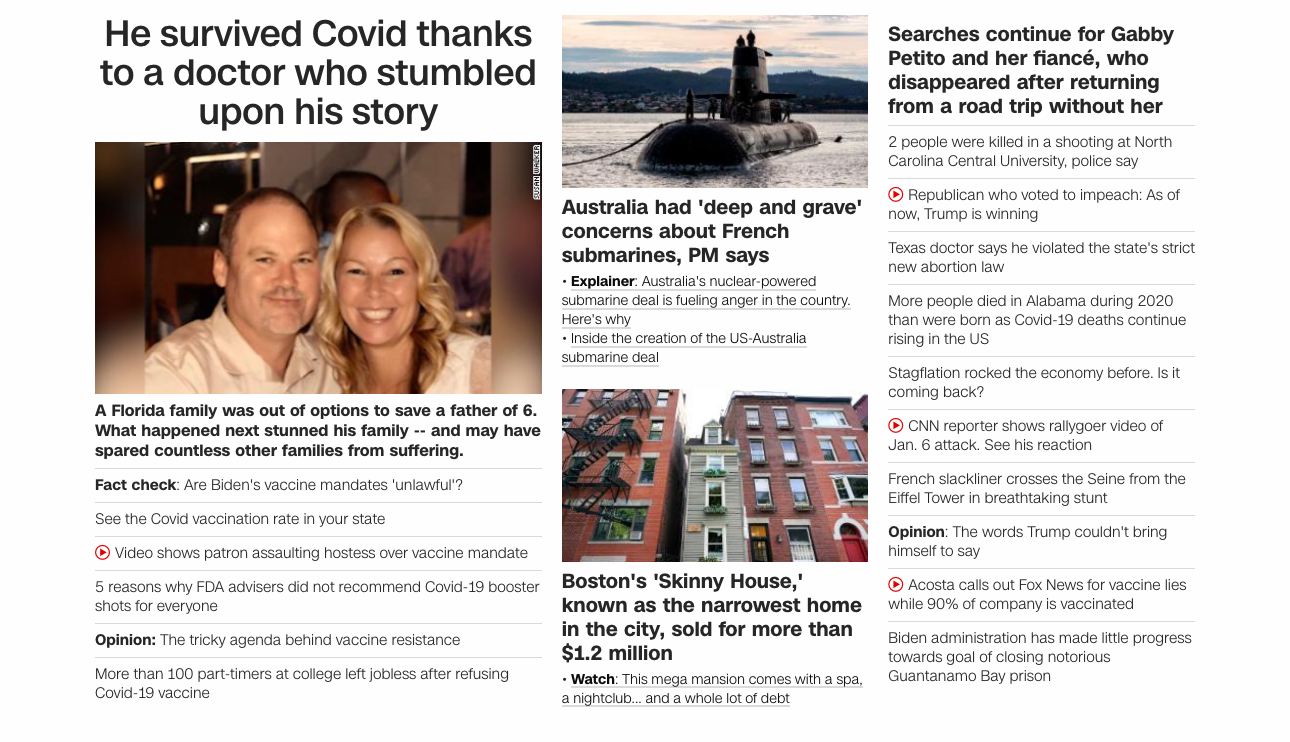 He survived Covid thanks
to a doctor who stumbled
upon his story
SUSAN WALKER
A Florida family was out of options to save a father of 6.
What happened next stunned his family -- and may have
spared countless other families from suffering.
Fact check: Are Biden's vaccine mandates 'unlawful'?
See the Covid vaccination rate in your state
Video shows patron assaulting hostess over vaccine mandate
5 reasons why FDA advisers did not recommend Covid-19 booster
shots for everyone
Opinion: The tricky agenda behind vaccine resistance
More than 100 part-timers at college left jobless after refusing
Covid-19 vaccine
Australia had 'deep and grave'
concerns about French
submarines, PM says
• Explainer: Australia's nuclear-powered
submarine deal is fueling anger in the country.
Here's why
• Inside the creation of the US-Australia
submarine deal
Boston's 'Skinny House,'
known as the narrowest home
in the city, sold for more than
$1.2 million
• Watch: This mega mansion comes with a spa,
a nightclub... and a whole lot of debt
Searches continue for Gabby
Petito and her fiancé, who
disappeared after returning
from a road trip without her
2 people were killed in a shooting at North
Carolina Central University, police say
Republican who voted to impeach: As of
now, Trump is winning
Texas doctor says he violated the state's strict
new abortion law
More people died in Alabama during 2020
than were born as Covid-19 deaths continue
rising in the US
Stagflation rocked the economy before. Is it
coming back?
CNN reporter shows rallygoer video of
Jan. 6 attack. See his reaction
French slackliner crosses the Seine from the
Eiffel Tower in breathtaking stunt
Opinion: The words Trump couldn't bring
himself to say
Acosta calls out Fox News for vaccine lies
while 90% of company is vaccinated
Biden administration has made little progress
towards goal of closing notorious
Guantanamo Bay prison